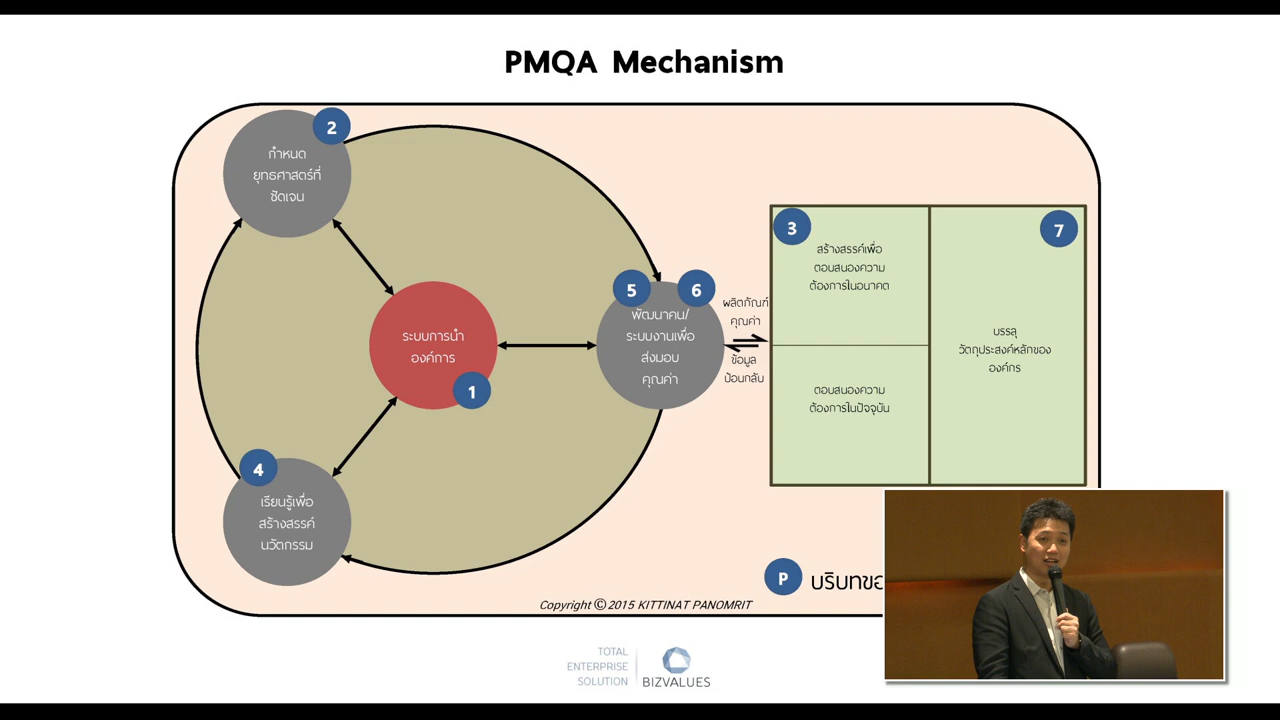 PMQA Mechanism
2
กำหนด
ยุทธศาสตร์ที่
ชัดเจน
ระบบการนำ
องค์การ
1
5
6
พัฒนาคน/
ระบบงานเพื่อ
ส่งมอบ
คุณค่า
4
เรียนรู้เพื่อ
สร้างสรรค์
นวัตกรรม
ผลิตภัณฑ์
คุณค่า
ข้อมูล
ป้อนกลับ
3
สร้างสรรค์เพื่อ
ตอบสนองความ
ต้องการในอนาคต
ตอบสนองความ
ต้องการในปัจจุบัน
7
บรรลุ
วัตถุประสงค์หลักของ
องค์กร
P
Copyright ©2015 KITTINAT PANOMRIT
TOTAL
ENTERPRISE
SOLUTION
BIZVALUES